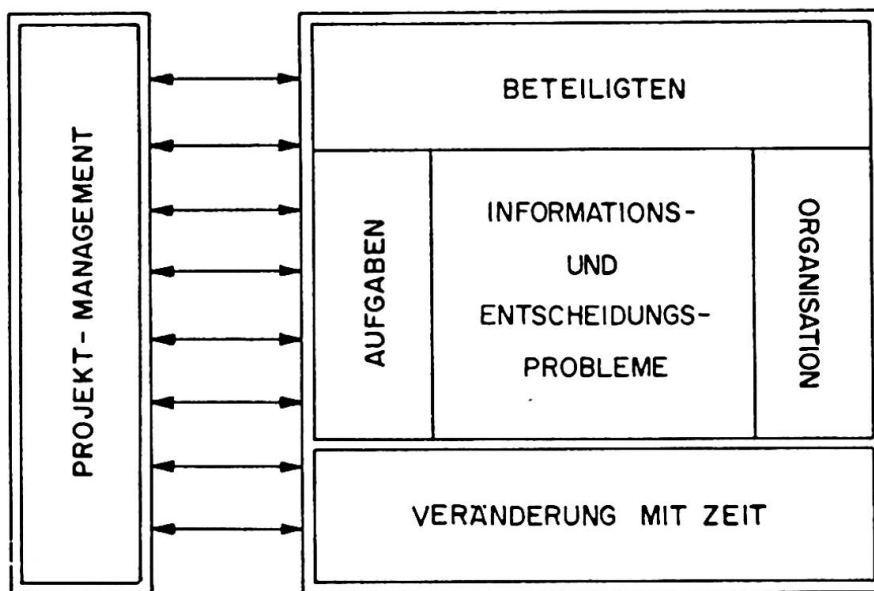 PROJEKT-MANAGEMENT
BETEILIGTEN
AUFGABEN
INFORMATIONS-
UND
ENTSCHEIDUNGS-
PROBLEME
ORGANISATION
VERÄNDERUNG MIT ZEIT